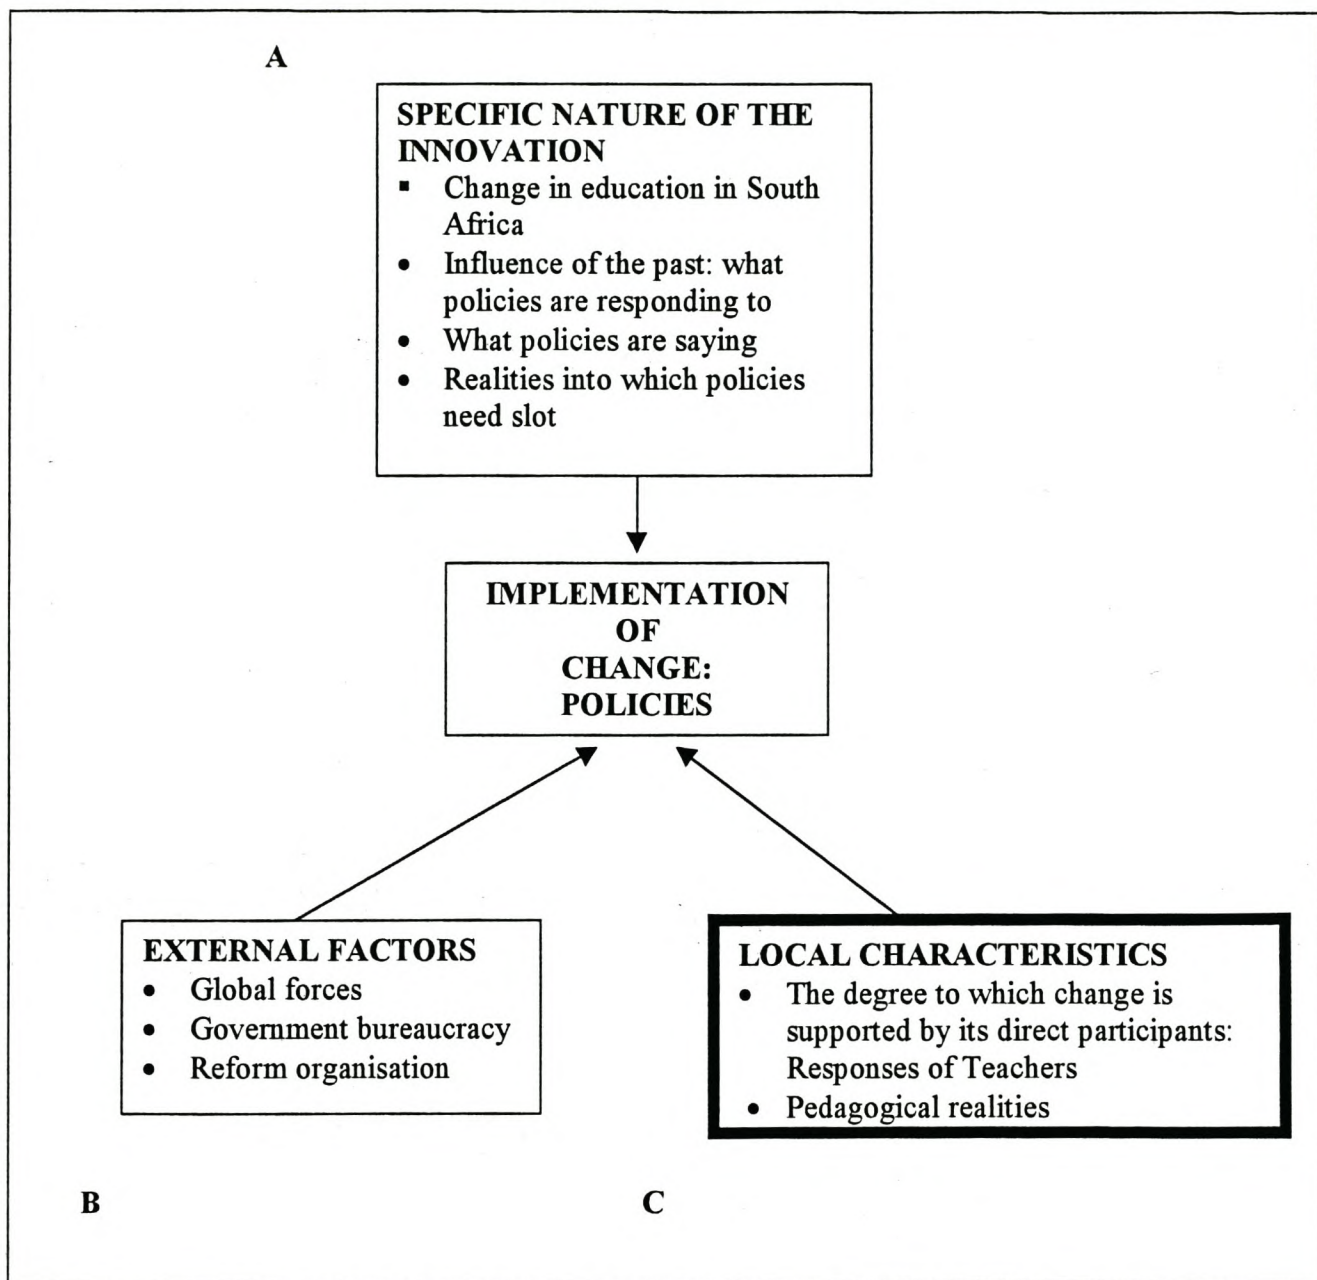 A
SPECIFIC NATURE OF THE
INNOVATION
▪ Change in education in South
Africa
• Influence of the past: what
policies are responding to
• What policies are saying
• Realities into which policies
need slot
IMPLEMENTATION
OF
CHANGE:
POLICIES
EXTERNAL FACTORS
• Global forces
• Government bureaucracy
• Reform organisation
LOCAL CHARACTERISTICS
• The degree to which change is
supported by its direct participants:
Responses of Teachers
• Pedagogical realities
B
C